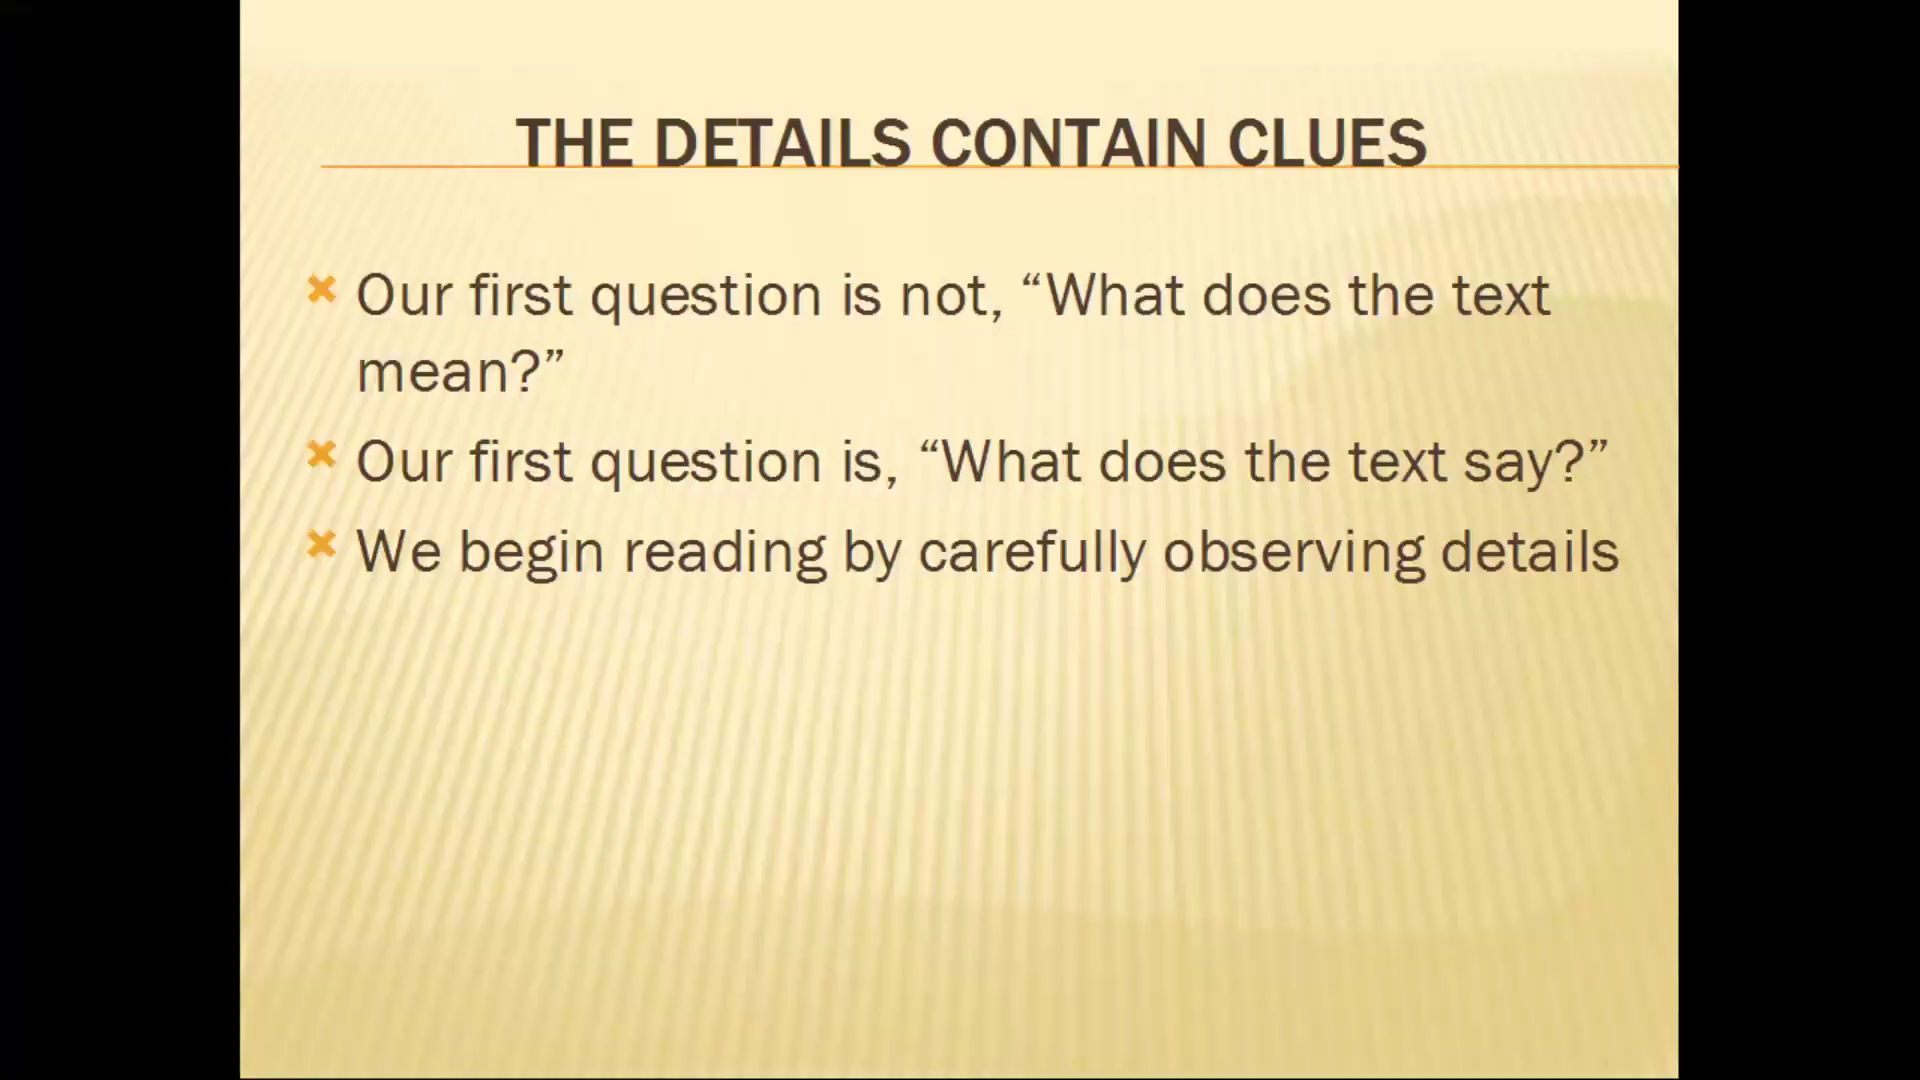 THE DETAILS CONTAIN CLUES
Our first question is not, “What does the text
mean?”
Our first question is, “What does the text say?”
We begin reading by carefully observing details